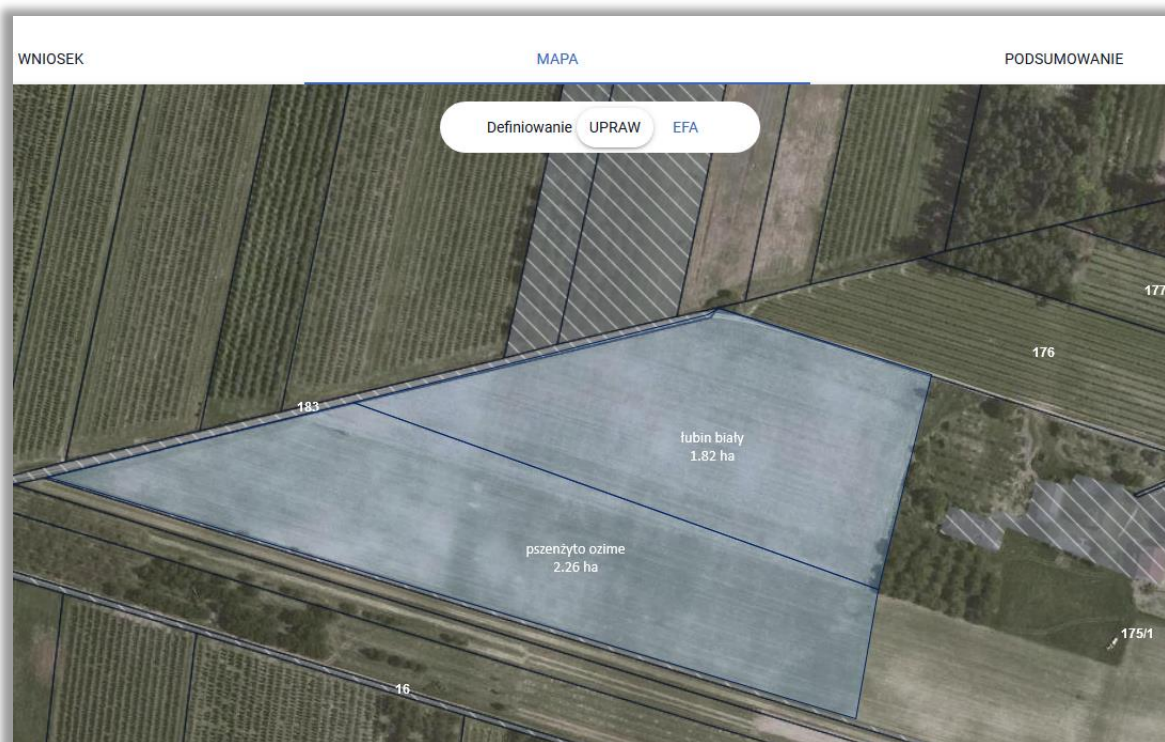 WNIOSEK
MAPA
PODSUMOWANIE
Definiowanie UPRAW EFA
177
176
183
łubin biały
1.82 ha
pszenżyto ozime
2.26 ha
175/1
16